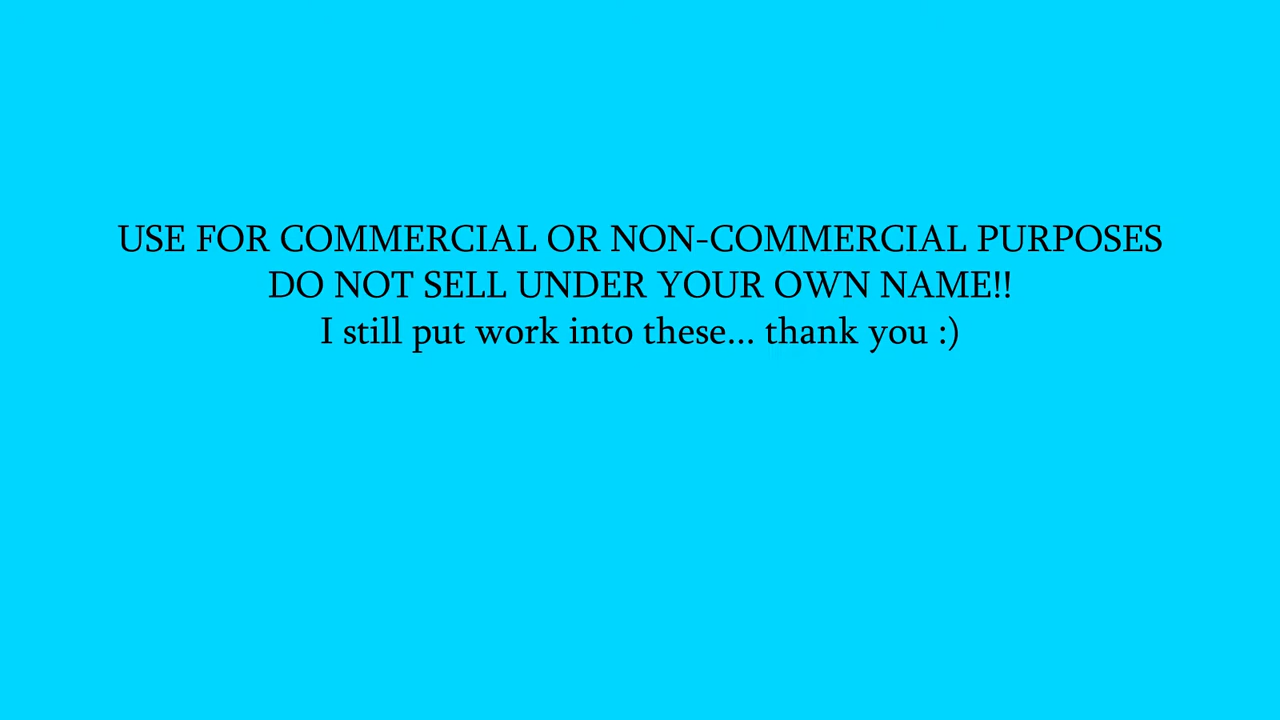 USE FOR COMMERCIAL OR NON-COMMERCIAL PURPOSES
DO NOT SELL UNDER YOUR OWN NAME!!
I still put work into these... thank you :)